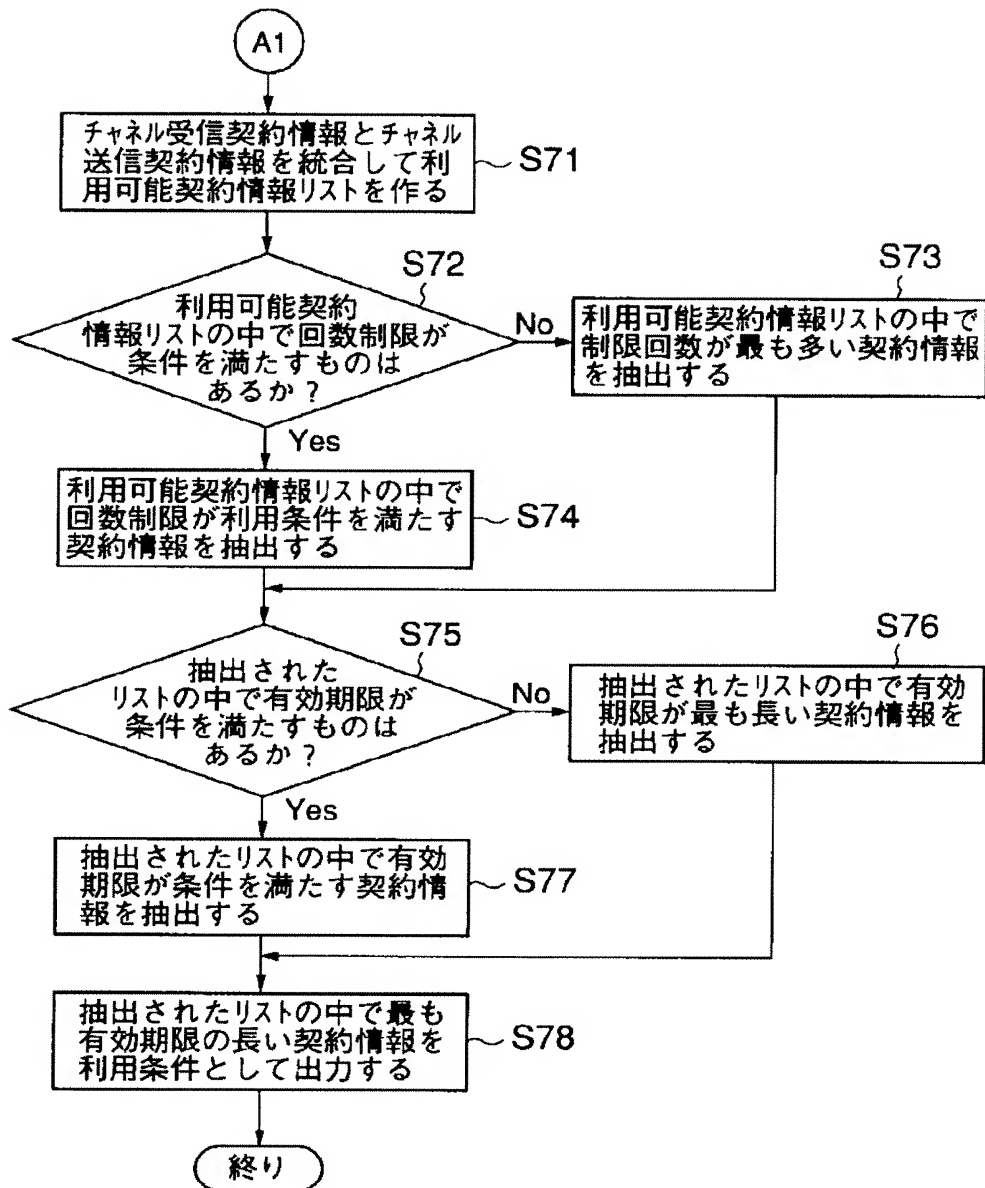 A1
チャネル受信契約情報とチャネル
送信契約情報を統合して利
用可能契約情報リストを作る
S71
S72
利用可能契約
情報リストの中で回数制限が
条件を満たすものは
あるか？
No
Yes
S73
利用可能契約情報リストの中で
制限回数が最も多い契約情報
を抽出する
利用可能契約情報リストの中で
回数制限が利用条件を満たす
契約情報を抽出する
S74
S75
抽出された
リストの中で有効期限が
条件を満たすものは
あるか？
No
Yes
S76
抽出されたリストの中で有効
期限が最も長い契約情報を
抽出する
抽出されたリストの中で有効
期限が条件を満たす契約情
報を抽出する
S77
抽出されたリストの中で最も
有効期限の長い契約情報を
利用条件として出力する
S78
終り